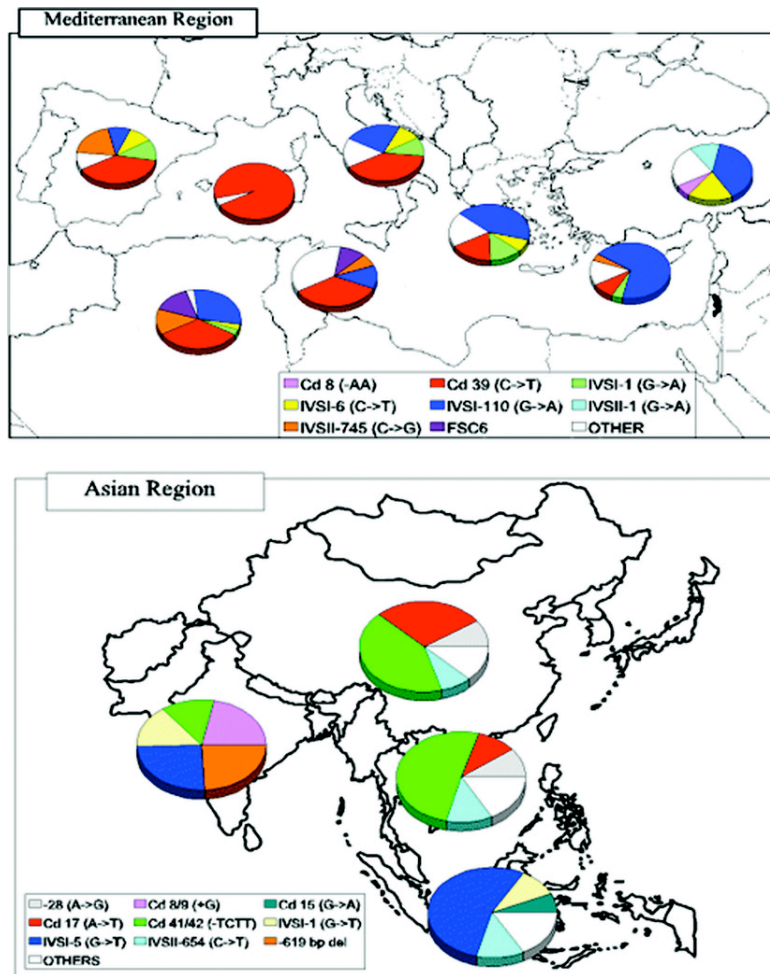 Mediterranean Region
Cd 8 (-AA) Cd 39 (C->T) IVSI-1 (G->A)
IVSI-6 (C->T) IVSI-110 (G->A) IVSII-1 (G->A)
IVSII-745 (C->G) FSC6 OTHER
Asian Region
-28 (A->G) Cd 8/9 (+G) Cd 15 (G->A)
Cd 17 (A->T) Cd 41/42 (-TCTT) IVSI-1 (G->T)
IVSI-5 (G->T) IVSII-654 (C->T) -619 bp del
OTHERS